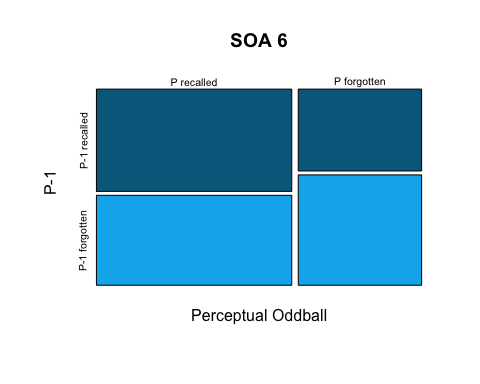 SOA 6
P recalled
P forgotten
P-1
P-1 recalled
P-1 forgotten
Perceptual Oddball